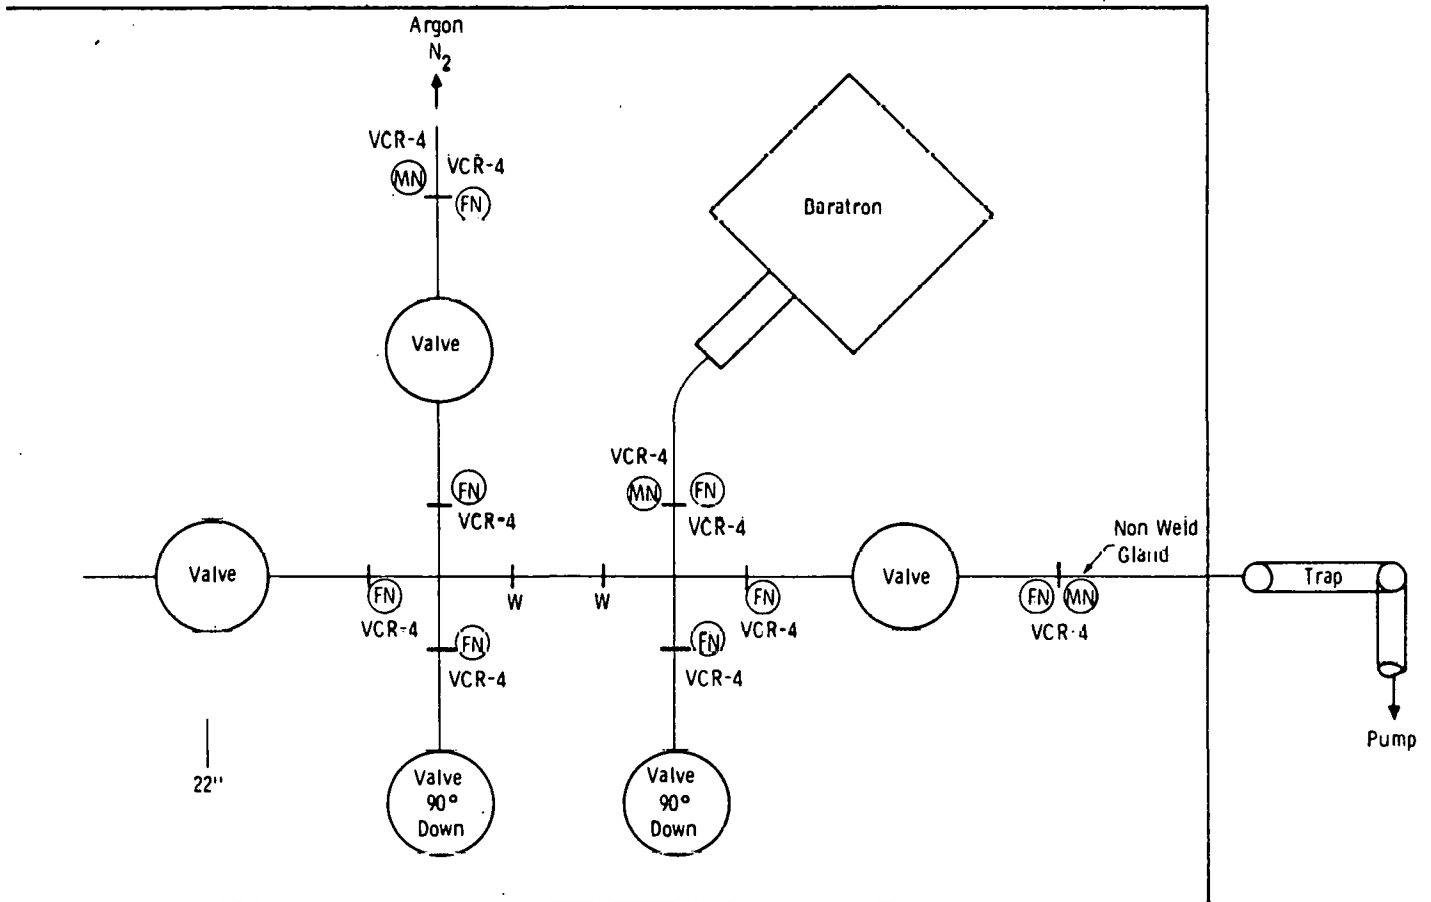 Argon
N2
VCR-4
VCR-4
MN
FN
Baratron
Valve
FN
VCR-4
VCR-4
MN
FN
VCR-4
Non Weld
Gland
Valve
Valve
Trap
FN
W
W
FN
FN
MN
VCR-4
VCR-4
VCR-4
FN
FN
VCR-4
VCR-4
Pump
22"
Valve
90°
Down
Valve
90°
Down